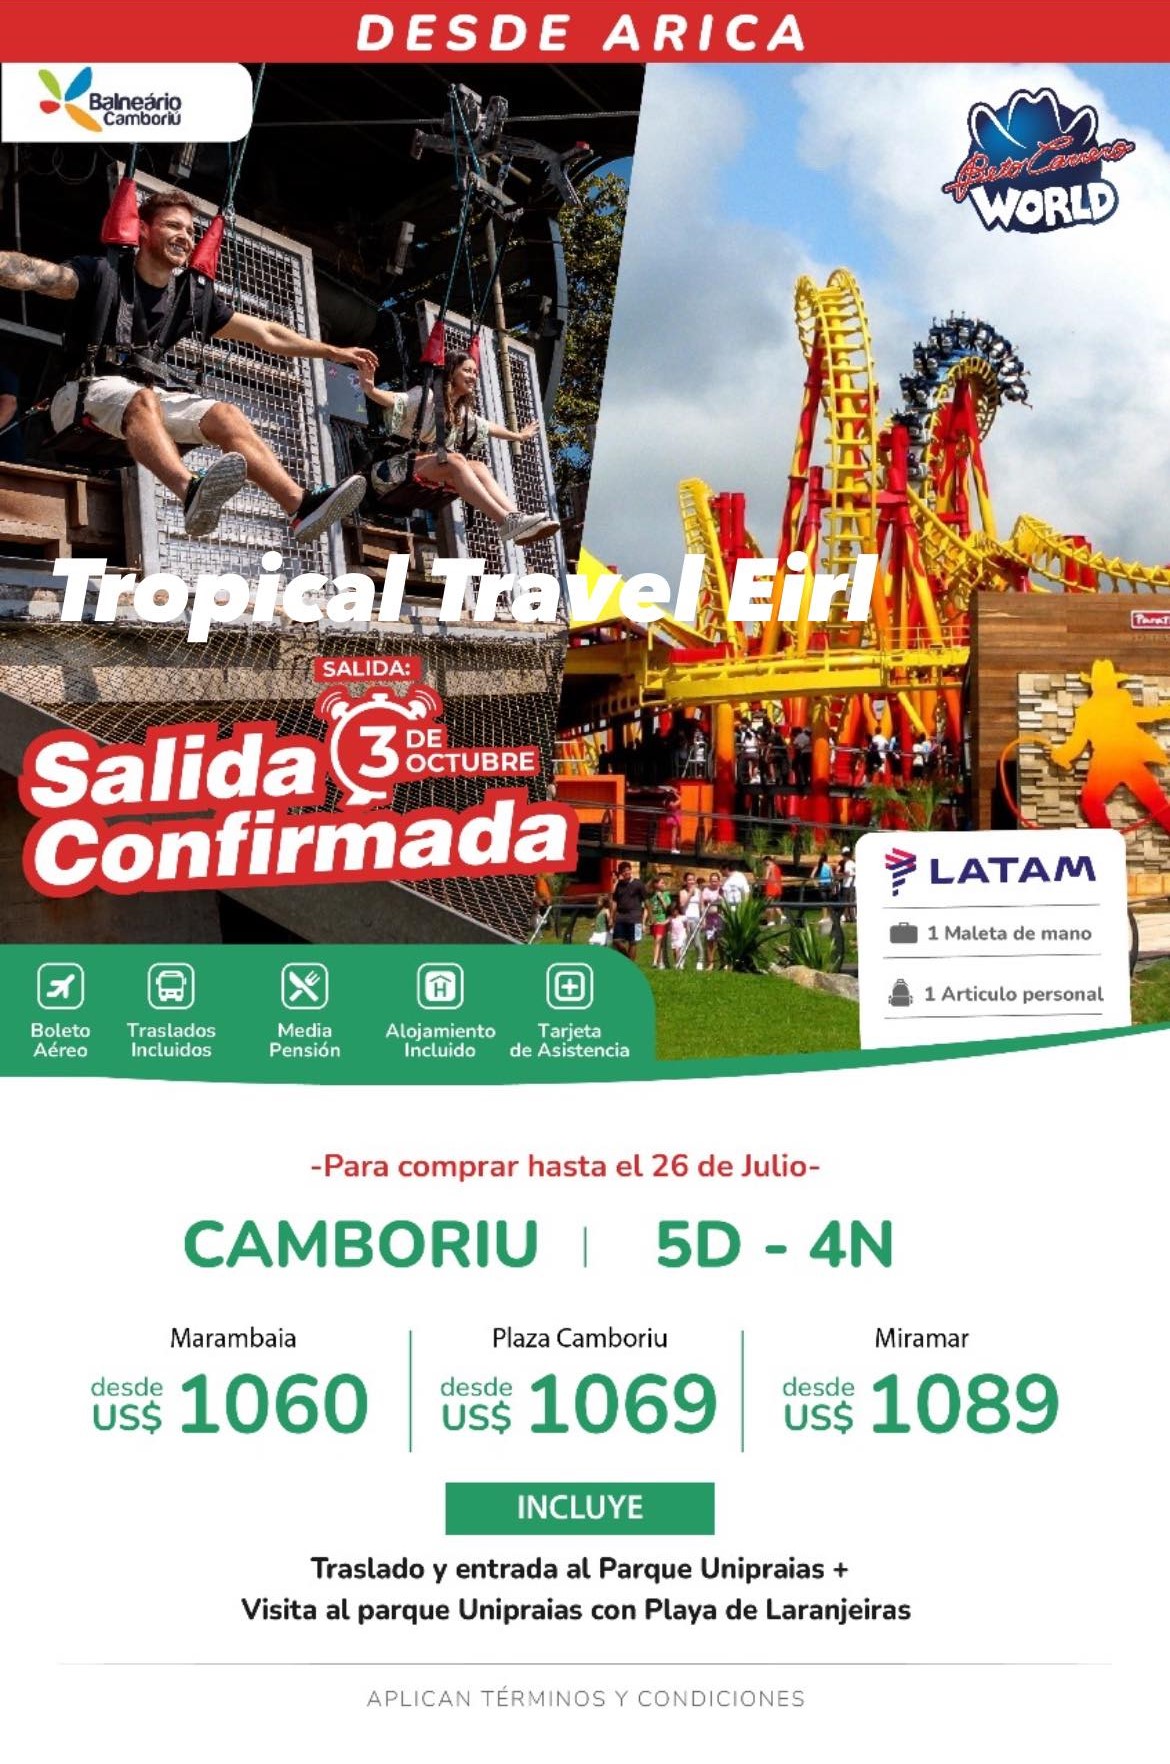 DESDE ARICA
Balneário
Camboriú
Beto Carrero
WORLD
Tropical Travel Eirl
SALIDA:
3 DE
OCTUBRE
Salida
Confirmada
LATAM
1 Maleta de mano
1 Articulo personal
Boleto
Aéreo
Traslados
Incluidos
Media
Pensión
Alojamiento
Incluido
Tarjeta
de Asistencia
-Para comprar hasta el 26 de Julio-
CAMBORIU | 5D - 4N
Marambaia
desde
US$ 1060
Plaza Camboriu
desde
US$ 1069
Miramar
desde
US$ 1089
INCLUYE
Traslado y entrada al Parque Unipraias +
Visita al parque Unipraias con Playa de Laranjeiras
APLICAN TÉRMINOS Y CONDICIONES